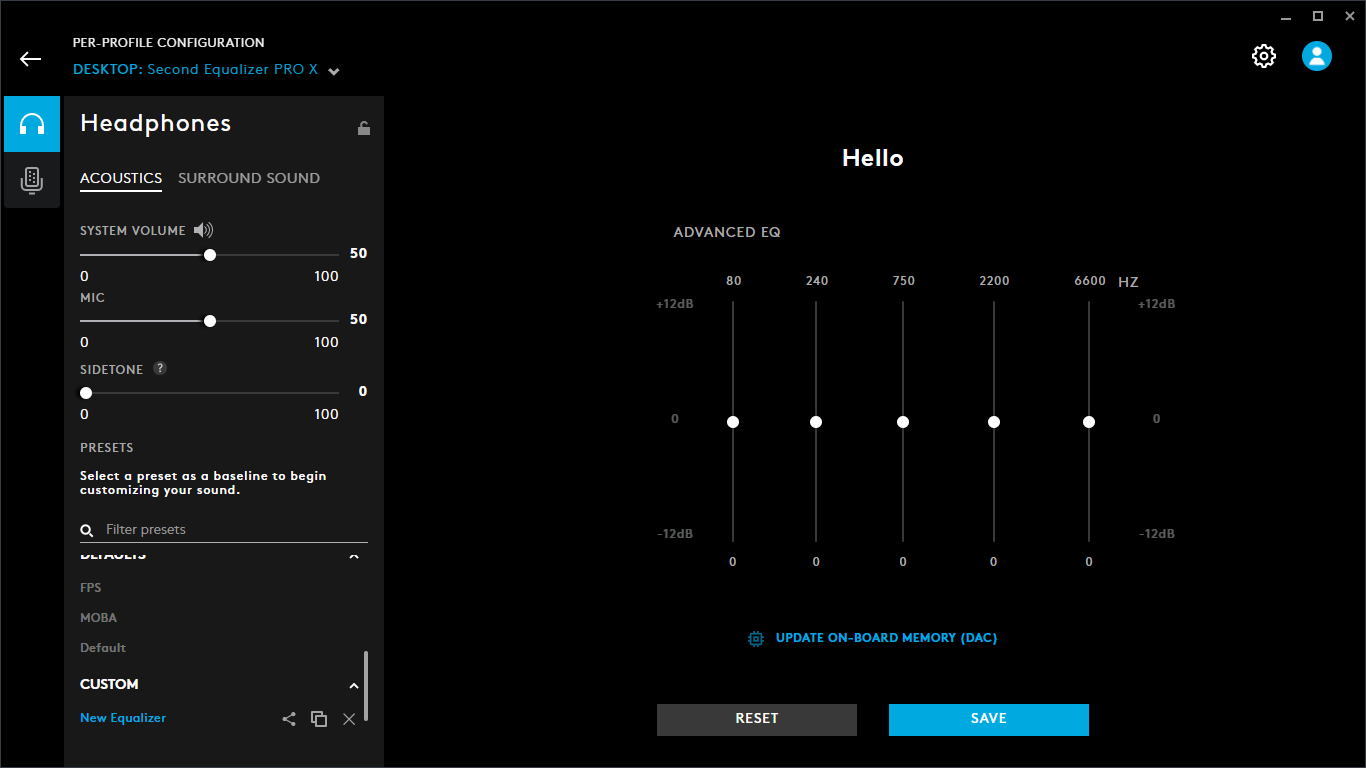 PER-PROFILE CONFIGURATION
DESKTOP: Second Equalizer PRO X
Headphones
ACOUSTICS SURROUND SOUND
SYSTEM VOLUME
50
0 100
MIC
50
0 100
SIDETONE ?
0
0 100
PRESETS
Select a preset as a baseline to begin
customizing your sound.
Filter presets
DEFAULTS
FPS
MOBA
Default
CUSTOM
New Equalizer
Hello
ADVANCED EQ
80 240 750 2200 6600 HZ
+12dB +12dB
0 0
-12dB -12dB
0 0 0 0 0
UPDATE ON-BOARD MEMORY (DAC)
RESET SAVE